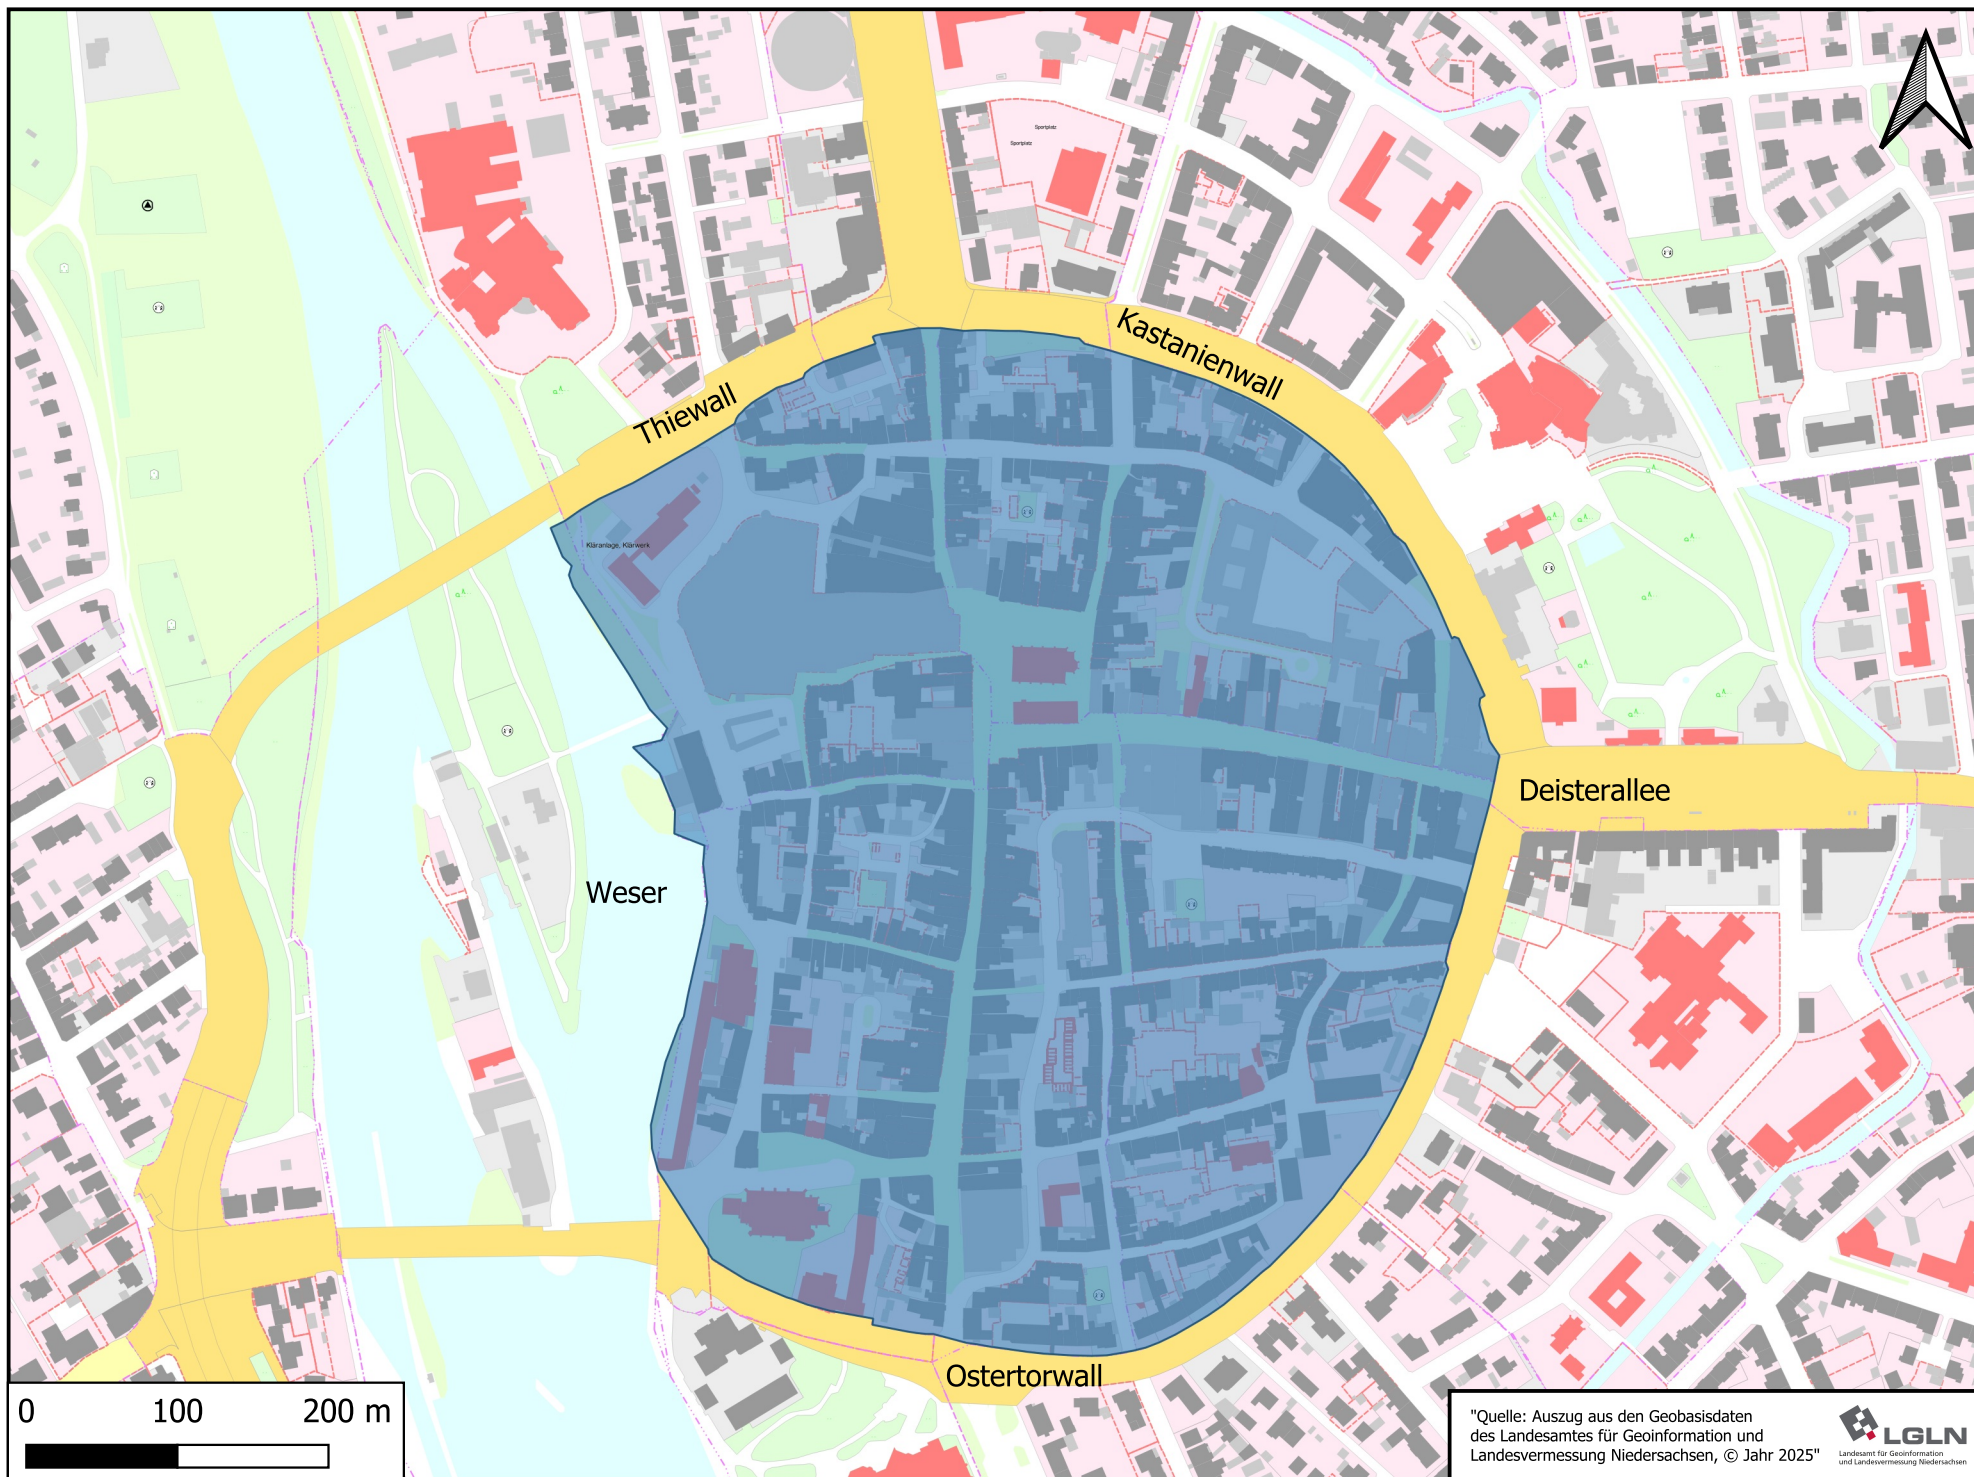 Sportplatz
Sportplatz
Kastanienwall
Thiewall
Kläranlage, Klärwerk
Deisterallee
Weser
Ostertorwall
0 100 200 m
"Quelle: Auszug aus den Geobasisdaten
des Landesamtes für Geoinformation und
Landesvermessung Niedersachsen, © Jahr 2025"
LGLN
Landesamt für Geoinformation
und Landesvermessung Niedersachsen